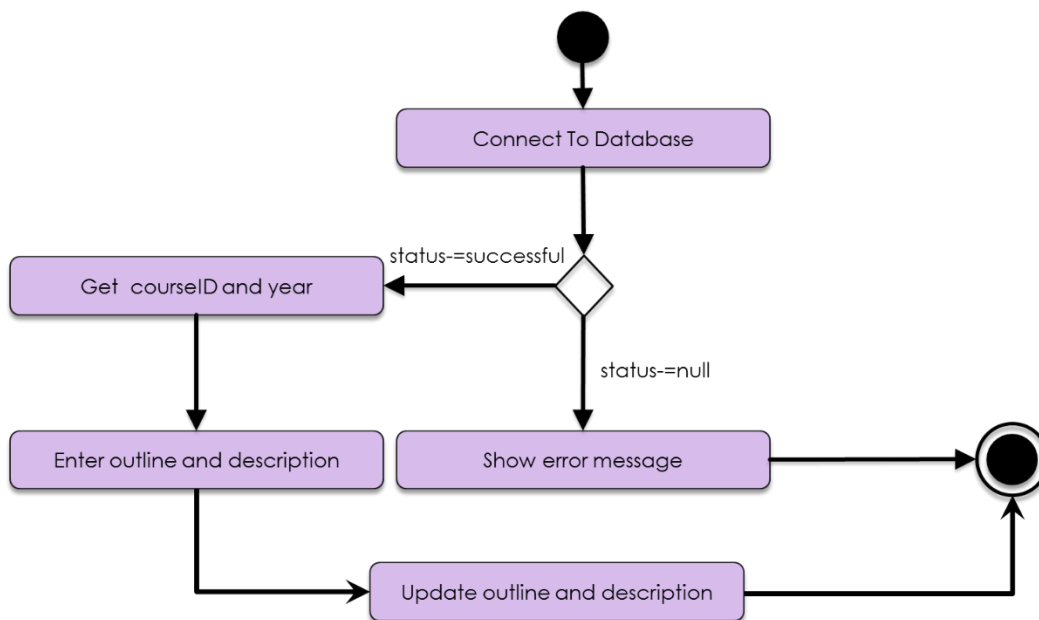 Connect To Database
status-=successful
Get courseID and year
status-=null
Enter outline and description
Show error message
Update outline and description